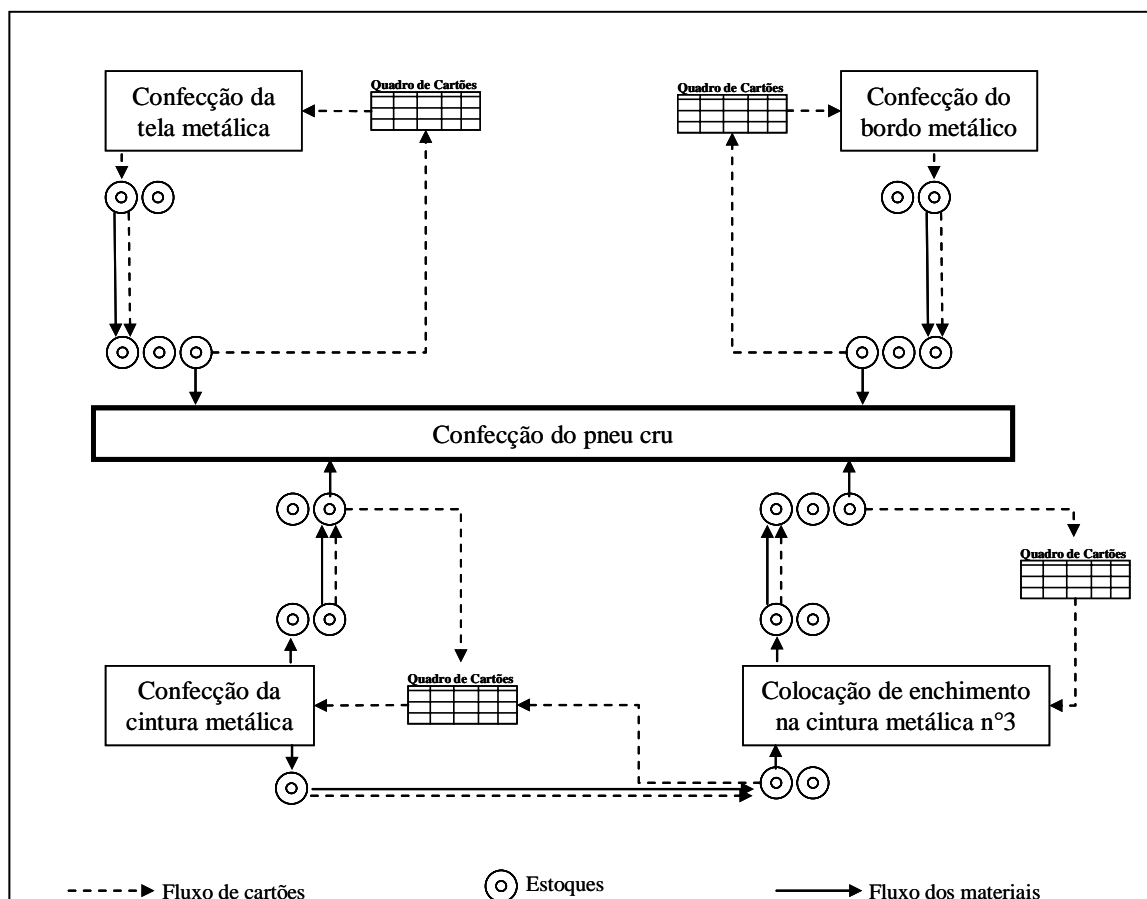 Quadro de Cartões
Quadro de Cartões
Confecção da
tela metálica
Confecção do
bordo metálico
Confecção do pneu cru
Quadro de Cartões
Confecção da
cintura metálica
Quadro de Cartões
Colocação de enchimento
na cintura metálica n°3
Fluxo de cartões
Estoques
Fluxo dos materiais